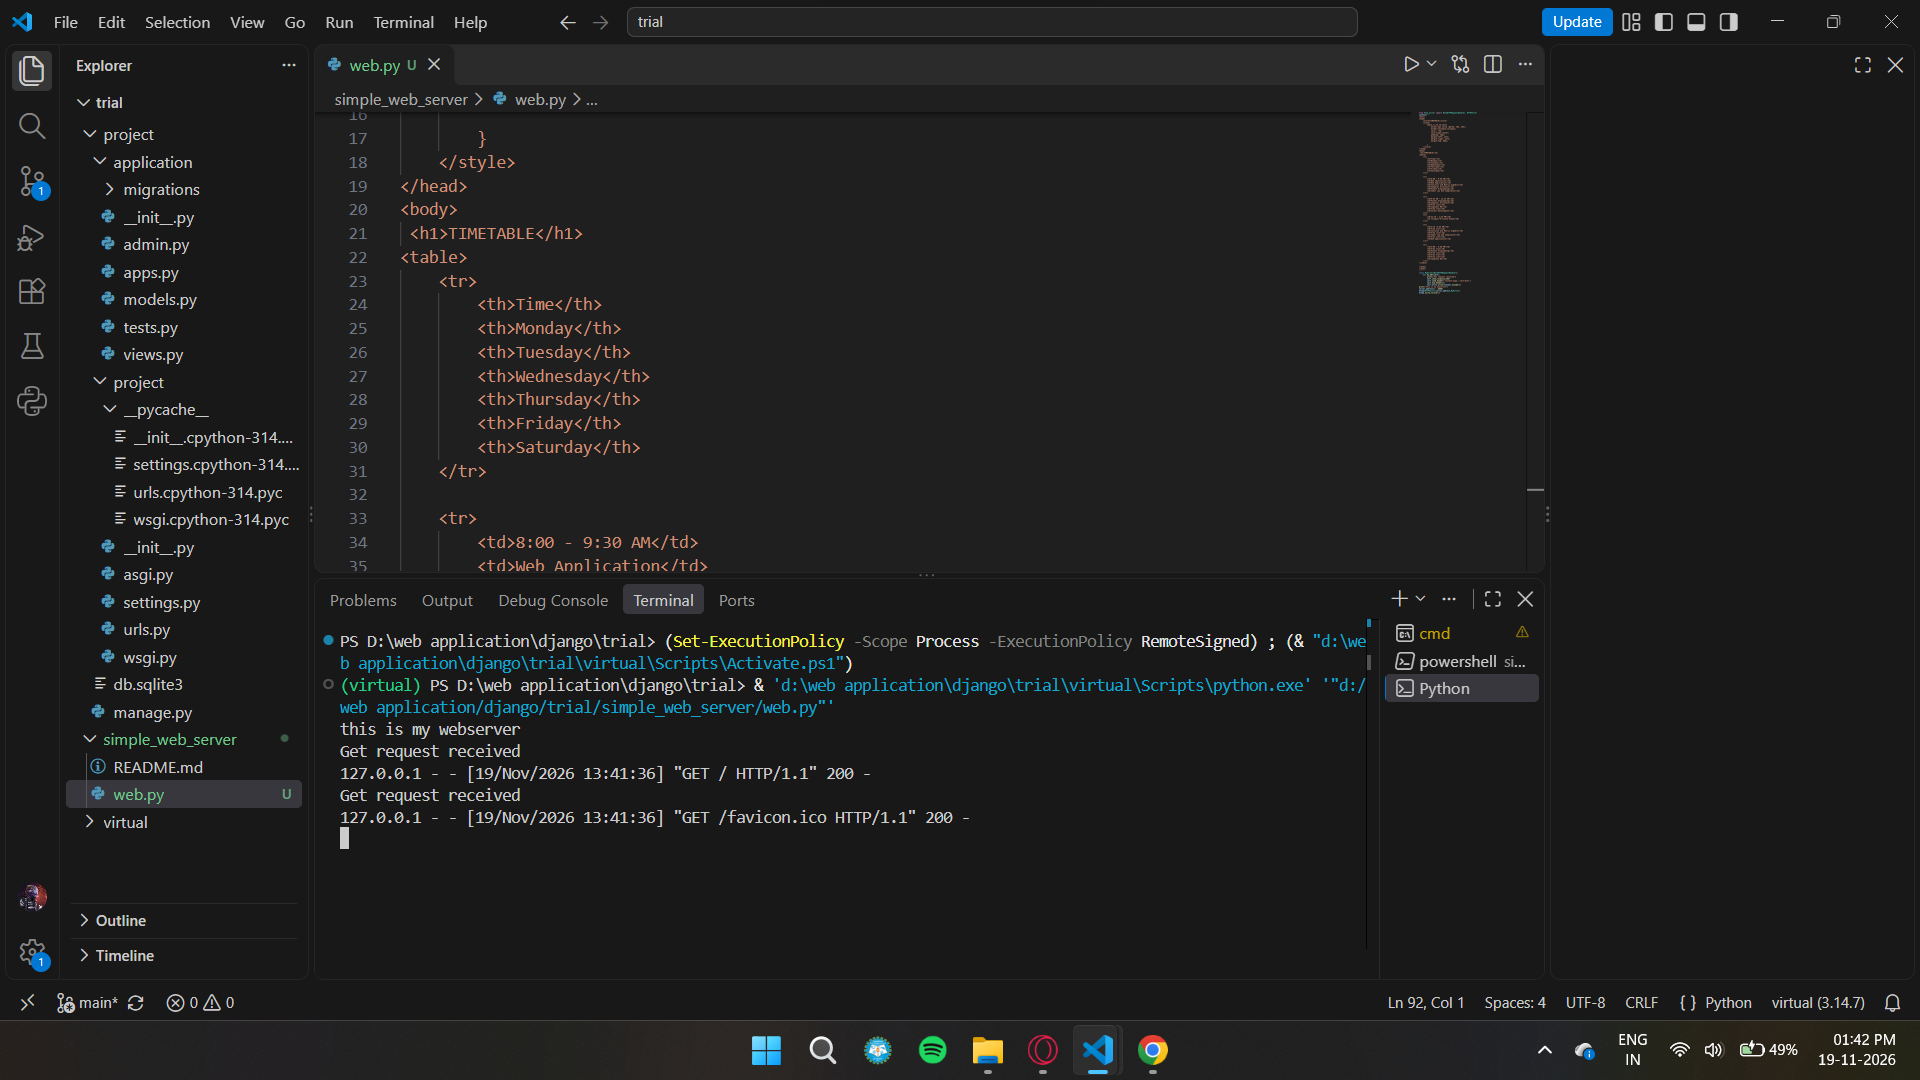 File Edit Selection View Go Run Terminal Help
trial
Update
Explorer
trial
project
application
migrations
__init__.py
admin.py
apps.py
models.py
tests.py
views.py
project
__pycache__
__init__.cpython-314....
settings.cpython-314....
urls.cpython-314.pyc
wsgi.cpython-314.pyc
__init__.py
asgi.py
settings.py
urls.py
wsgi.py
db.sqlite3
manage.py
simple_web_server
README.md
web.py U
virtual
Outline
Timeline
web.py U
simple_web_server > web.py > ...
16
17 }
18 </style>
19 </head>
20 <body>
21 <h1>TIMETABLE</h1>
22 <table>
23 <tr>
24 <th>Time</th>
25 <th>Monday</th>
26 <th>Tuesday</th>
27 <th>Wednesday</th>
28 <th>Thursday</th>
29 <th>Friday</th>
30 <th>Saturday</th>
31 </tr>
32
33 <tr>
34 <td>8:00 - 9:30 AM</td>
35 <td>Web Application</td>
Problems Output Debug Console Terminal Ports
PS D:\web application\django\trial> (Set-ExecutionPolicy -Scope Process -ExecutionPolicy RemoteSigned) ; (& "d:\we
b application\django\trial\virtual\Scripts\Activate.ps1")
(virtual) PS D:\web application\django\trial> & 'd:\web application\django\trial\virtual\Scripts\python.exe' '"d:/
web application/django/trial/simple_web_server/web.py"'
this is my webserver
Get request received
127.0.0.1 - - [19/Nov/2026 13:41:36] "GET / HTTP/1.1" 200 -
Get request received
127.0.0.1 - - [19/Nov/2026 13:41:36] "GET /favicon.ico HTTP/1.1" 200 -
cmd
powershell si...
Python
1
1
main* 0 0
Ln 92, Col 1 Spaces: 4 UTF-8 CRLF { } Python virtual (3.14.7)
ENG
IN
49%
01:42 PM
19-11-2026